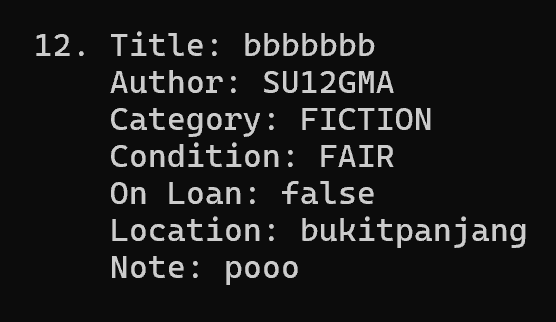 12. Title: bbbbbbb
Author: SU12GMA
Category: FICTION
Condition: FAIR
On Loan: false
Location: bukitpanjang
Note: pooo